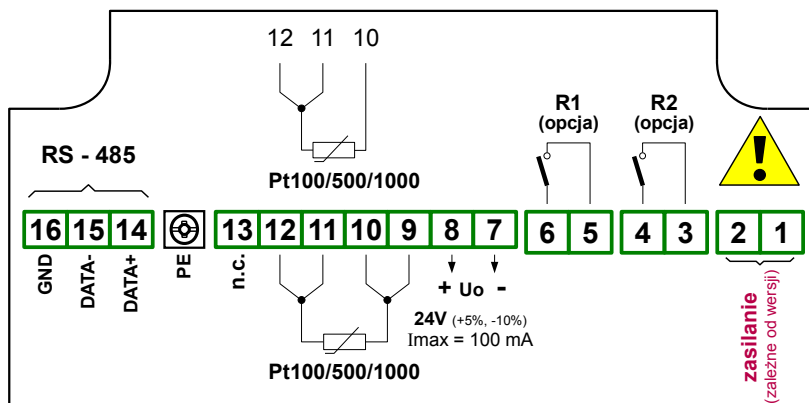 12 11 10
Pt100/500/1000
R1
(opcja)
R2
(opcja)
RS - 485
16 15 14
PE
13 12 11 10 9 8 7
6 5
4 3
2 1
GND
DATA-
DATA+
n.c.
+ Uo -
24V (+5%, -10%)
Imax = 100 mA
Pt100/500/1000
zasilanie
(zależne od wersji)